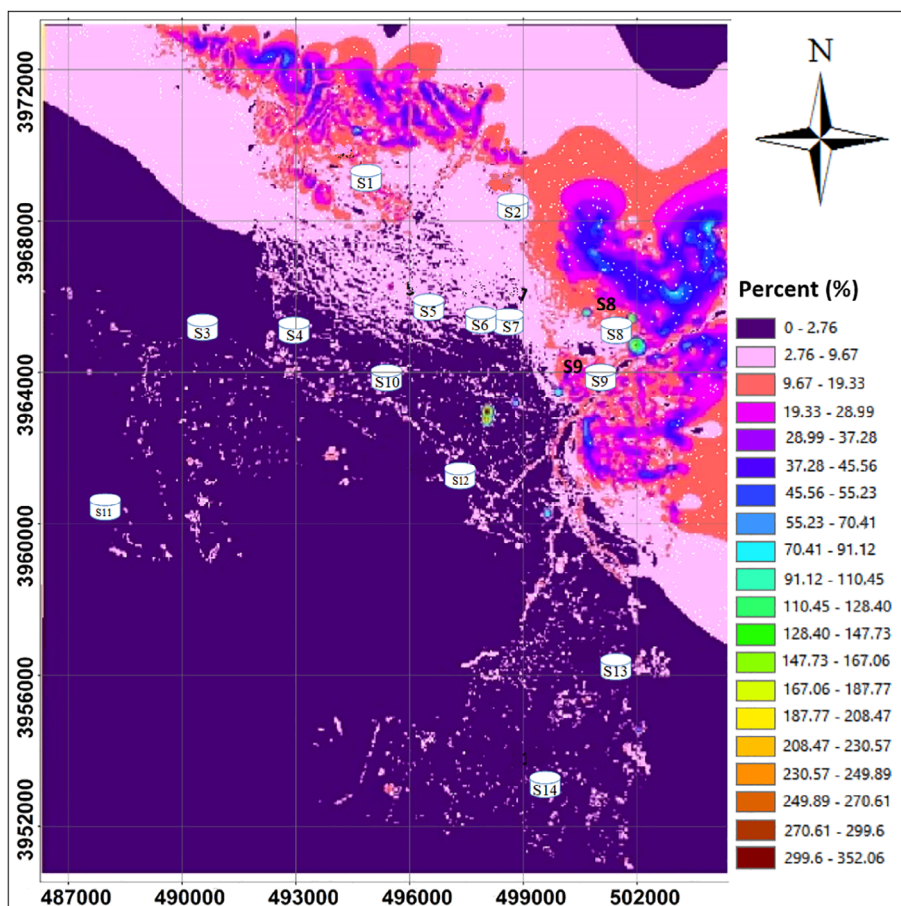 N
3972000
3968000
3964000
3960000
3956000
3952000
487000
490000
493000
496000
499000
502000
S1
S2
S3
S4
S5
S6
S7
S8
S8
S9
S9
S10
S11
S12
S13
S14
Percent (%)
0 - 2.76
2.76 - 9.67
9.67 - 19.33
19.33 - 28.99
28.99 - 37.28
37.28 - 45.56
45.56 - 55.23
55.23 - 70.41
70.41 - 91.12
91.12 - 110.45
110.45 - 128.40
128.40 - 147.73
147.73 - 167.06
167.06 - 187.77
187.77 - 208.47
208.47 - 230.57
230.57 - 249.89
249.89 - 270.61
270.61 - 299.6
299.6 - 352.06